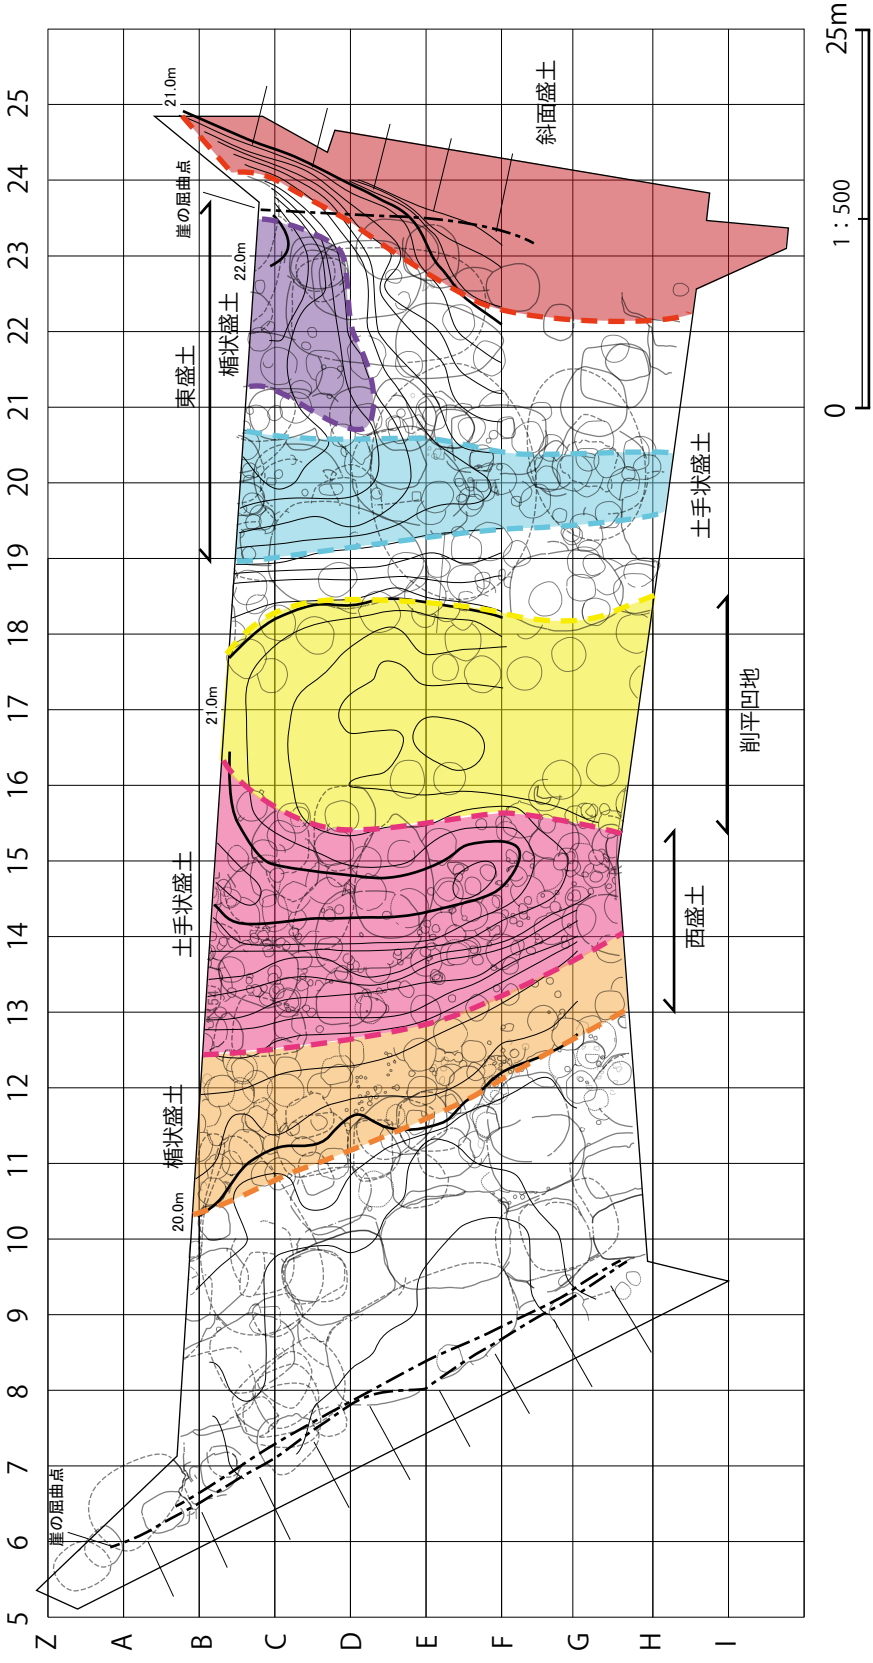 25m
1 : 500
0
25
24
23
22
21
20
19
18
17
16
15
14
13
12
11
10
9
8
7
6
5
Z
A
B
C
D
E
F
G
H
I
21.0m
斜面盛土
崖の屈曲点
22.0m
楯状盛土
東盛土
土手状盛土
21.0m
削平凹地
土手状盛土
西盛土
楯状盛土
20.0m
崖の屈曲点